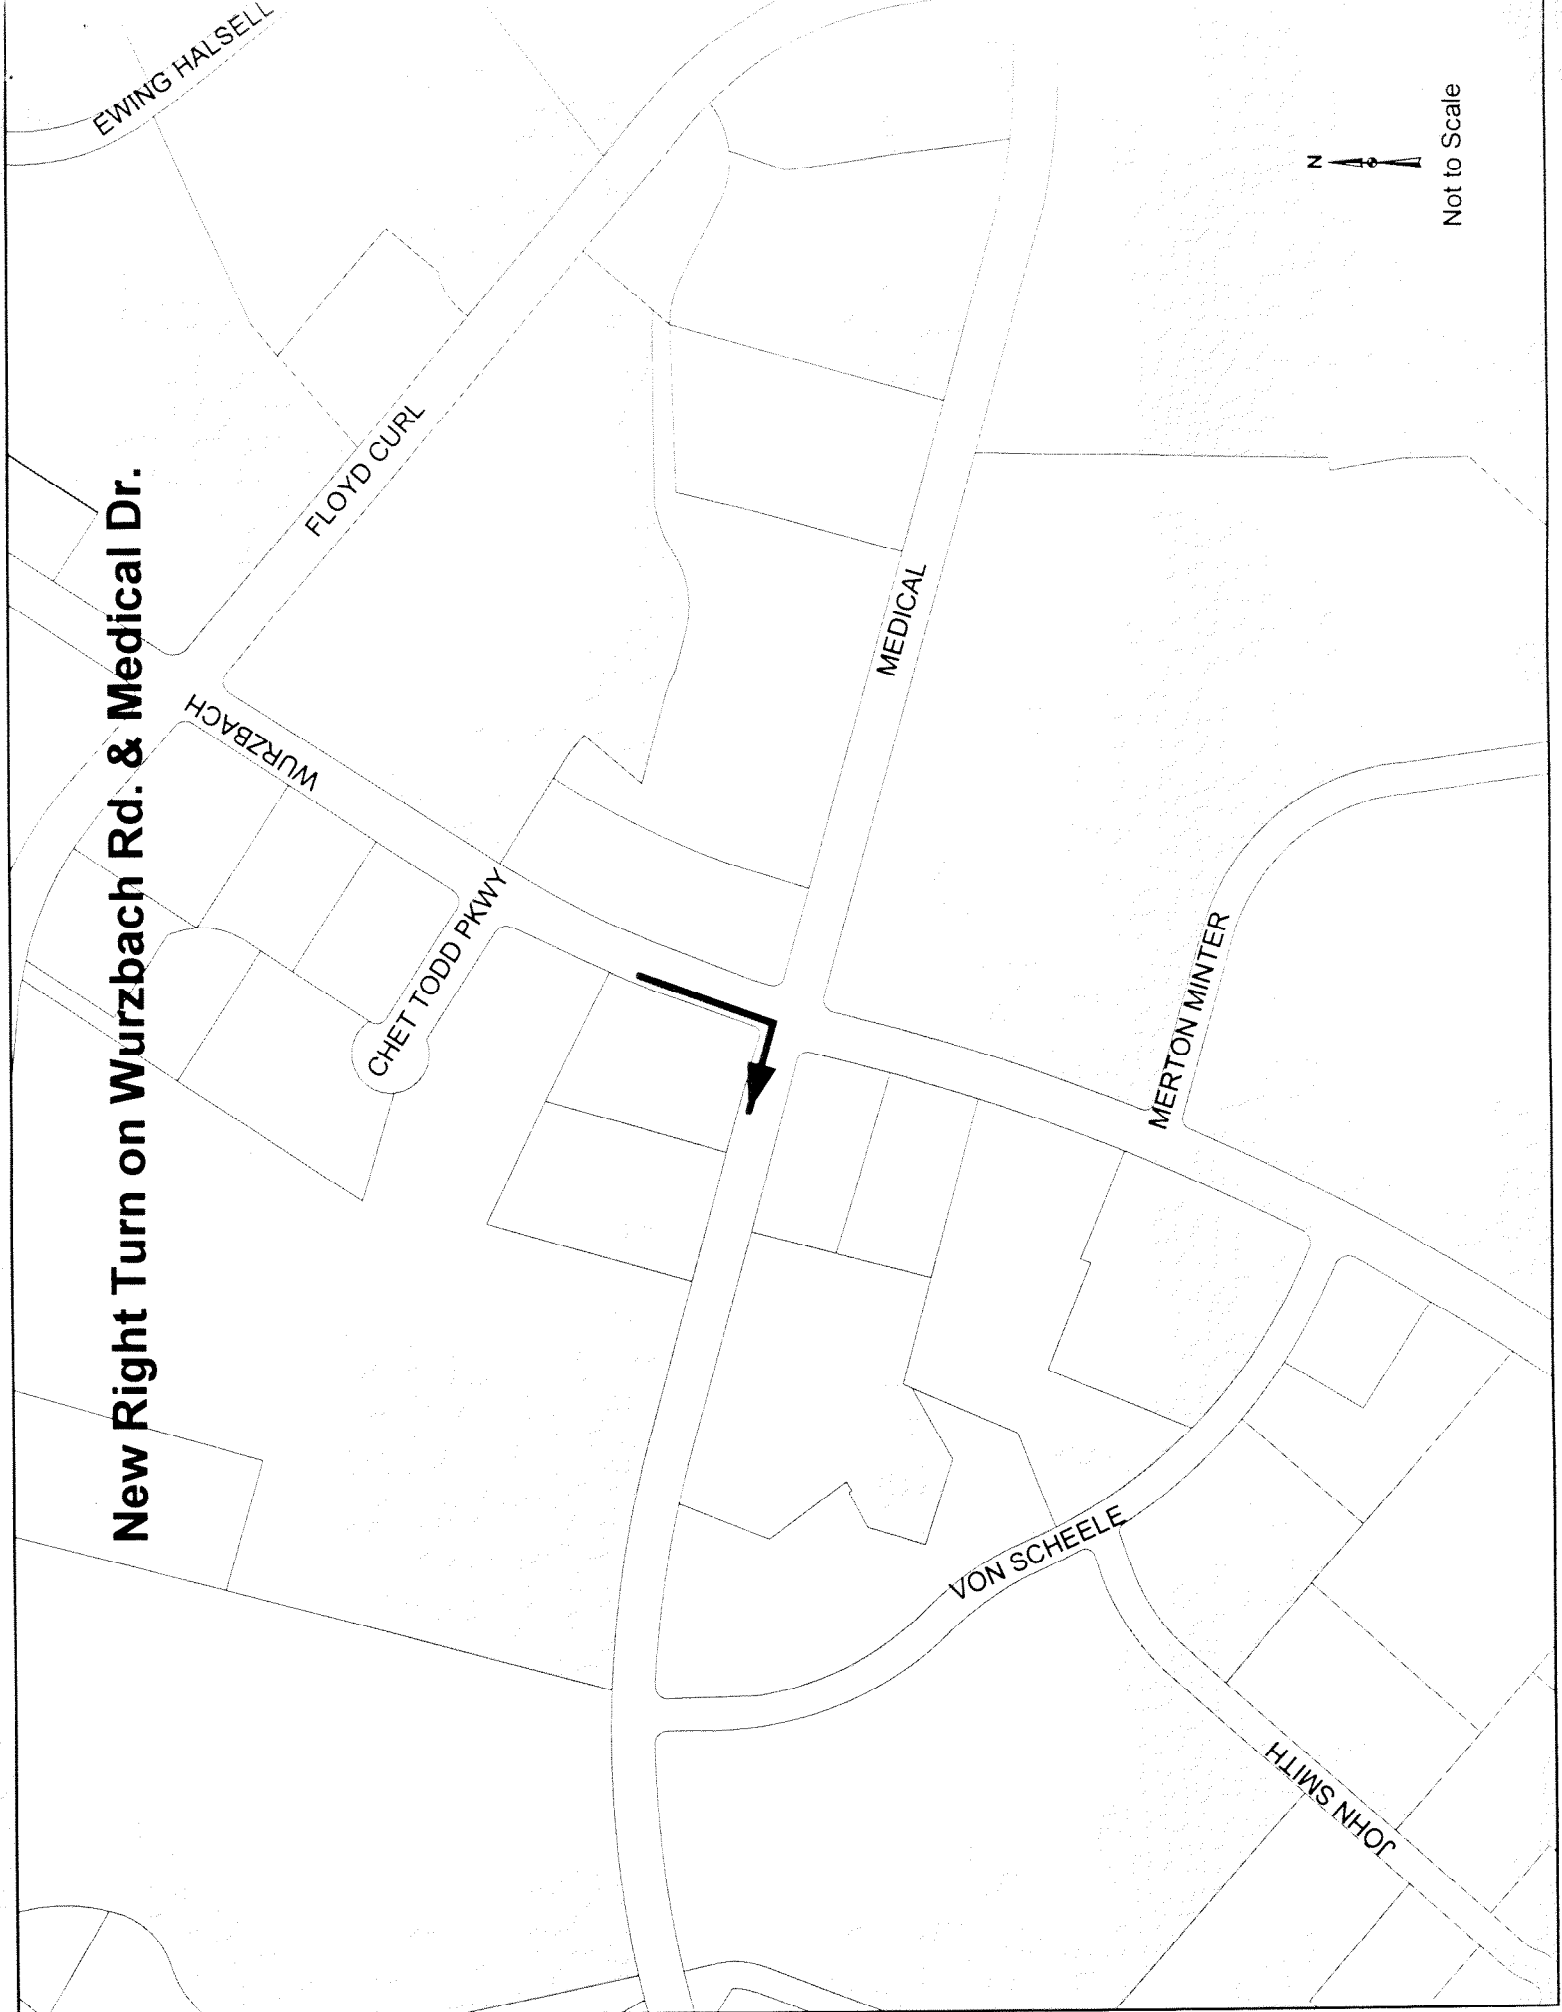 New Right Turn on Wurzbach Rd. & Medical Dr.
EWING HALSELL
FLOYD CURL
WURZBACH
CHET TODD PKWY
MEDICAL
MERTON MINTER
VON SCHEELE
JOHN SMITH
N
Not to Scale